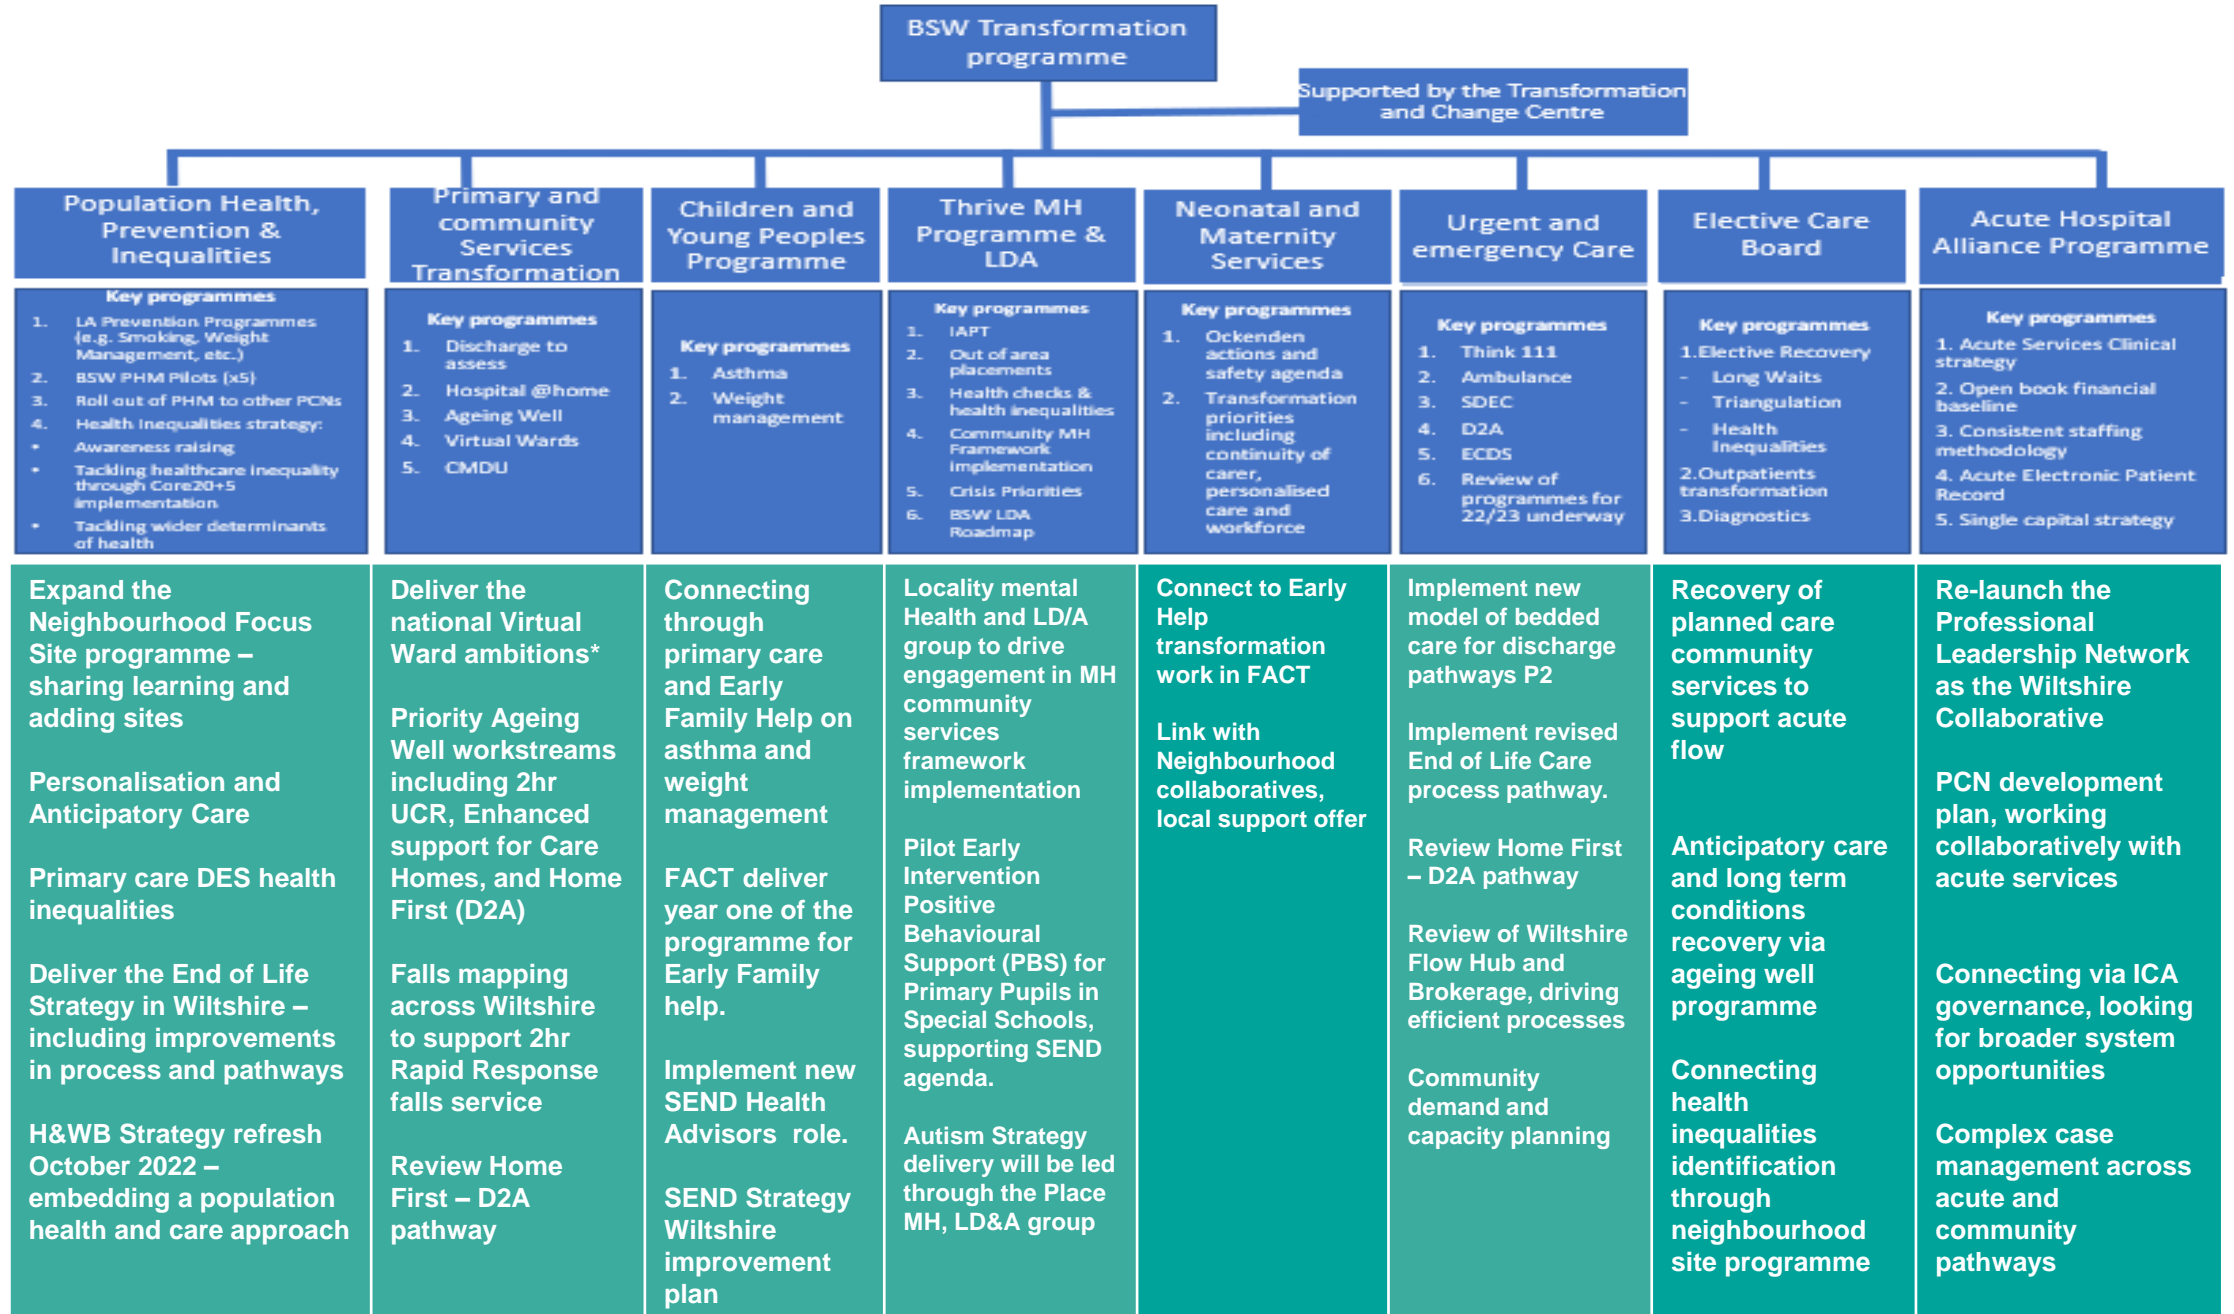 BSW Transformation
programme
Supported by the Transformation
and Change Centre
Population Health,
Prevention &
Inequalities
Primary and
community
Services
Transformation
Children and
Young Peoples
Programme
Thrive MH
Programme &
LDA
Neonatal and
Maternity
Services
Urgent and
emergency Care
Elective Care
Board
Acute Hospital
Alliance Programme
Key programmes
1. LA Prevention Programmes
(e.g. Smoking, Weight
Management, etc.)
2. BSW PHM Pilots (x5)
3. Roll out of PHM to other PCNs
4. Health Inequalities strategy:
• Awareness raising
• Tackling healthcare inequality
through Core20+5
implementation
• Tackling wider determinants
of health
Key programmes
1. Discharge to
assess
2. Hospital @home
3. Ageing Well
4. Virtual Wards
5. CMDU
Key programmes
1. Asthma
2. Weight
management
Key programmes
1. IAPT
2. Out of area
placements
3. Health checks &
health inequalities
4. Community MH
Framework
implementation
5. Crisis Priorities
6. BSW LDA
Roadmap
Key programmes
1. Ockenden
actions and
safety agenda
2. Transformation
priorities
including
continuity of
carer,
personalised
care and
workforce
Key programmes
1. Think 111
2. Ambulance
3. SDEC
4. D2A
5. ECDS
6. Review of
programmes for
22/23 underway
Key programmes
1.Elective Recovery
- Long Waits
- Triangulation
- Health
Inequalities
2.Outpatients
transformation
3.Diagnostics
Key programmes
1. Acute Services Clinical
strategy
2. Open book financial
baseline
3. Consistent staffing
methodology
4. Acute Electronic Patient
Record
5. Single capital strategy
Expand the
Neighbourhood Focus
Site programme –
sharing learning and
adding sites
Personalisation and
Anticipatory Care
Primary care DES health
inequalities
Deliver the End of Life
Strategy in Wiltshire –
including improvements
in process and pathways
H&WB Strategy refresh
October 2022 –
embedding a population
health and care approach
Deliver the
national Virtual
Ward ambitions*
Priority Ageing
Well workstreams
including 2hr
UCR, Enhanced
support for Care
Homes, and Home
First (D2A)
Falls mapping
across Wiltshire
to support 2hr
Rapid Response
falls service
Review Home
First – D2A
pathway
Connecting
through
primary care
and Early
Family Help on
asthma and
weight
management
FACT deliver
year one of the
programme for
Early Family
help.
Implement new
SEND Health
Advisors role.
SEND Strategy
Wiltshire
improvement
plan
Locality mental
Health and LD/A
group to drive
engagement in MH
community
services
framework
implementation
Pilot Early
Intervention
Positive
Behavioural
Support (PBS) for
Primary Pupils in
Special Schools,
supporting SEND
agenda.
Autism Strategy
delivery will be led
through the Place
MH, LD&A group
Connect to Early
Help
transformation
work in FACT
Link with
Neighbourhood
collaboratives,
local support offer
Implement new
model of bedded
care for discharge
pathways P2
Implement revised
End of Life Care
process pathway.
Review Home First
– D2A pathway
Review of Wiltshire
Flow Hub and
Brokerage, driving
efficient processes
Community
demand and
capacity planning
Recovery of
planned care
community
services to
support acute
flow
Anticipatory care
and long term
conditions
recovery via
ageing well
programme
Connecting
health
inequalities
identification
through
neighbourhood
site programme
Re-launch the
Professional
Leadership Network
as the Wiltshire
Collaborative
PCN development
plan, working
collaboratively with
acute services
Connecting via ICA
governance, looking
for broader system
opportunities
Complex case
management across
acute and
community
pathways